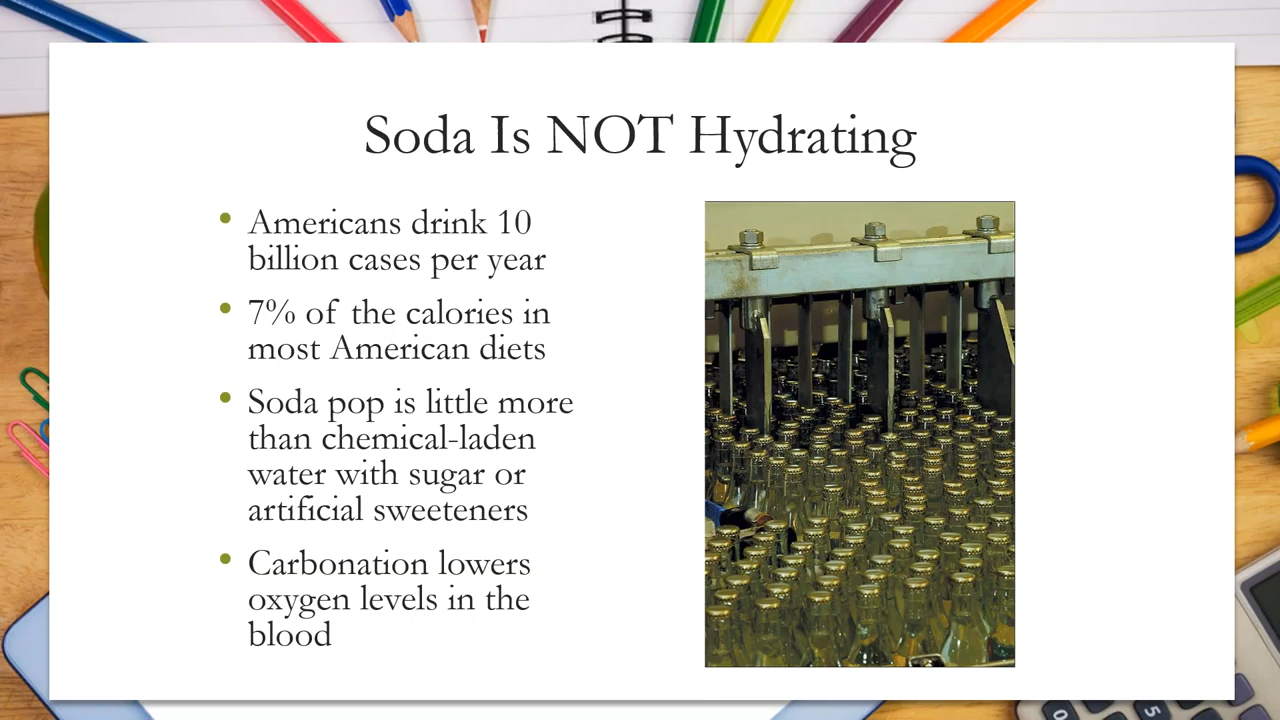 Soda Is NOT Hydrating
• Americans drink 10
billion cases per year
• 7% of the calories in
most American diets
• Soda pop is little more
than chemical-laden
water with sugar or
artificial sweeteners
• Carbonation lowers
oxygen levels in the
blood
0
5